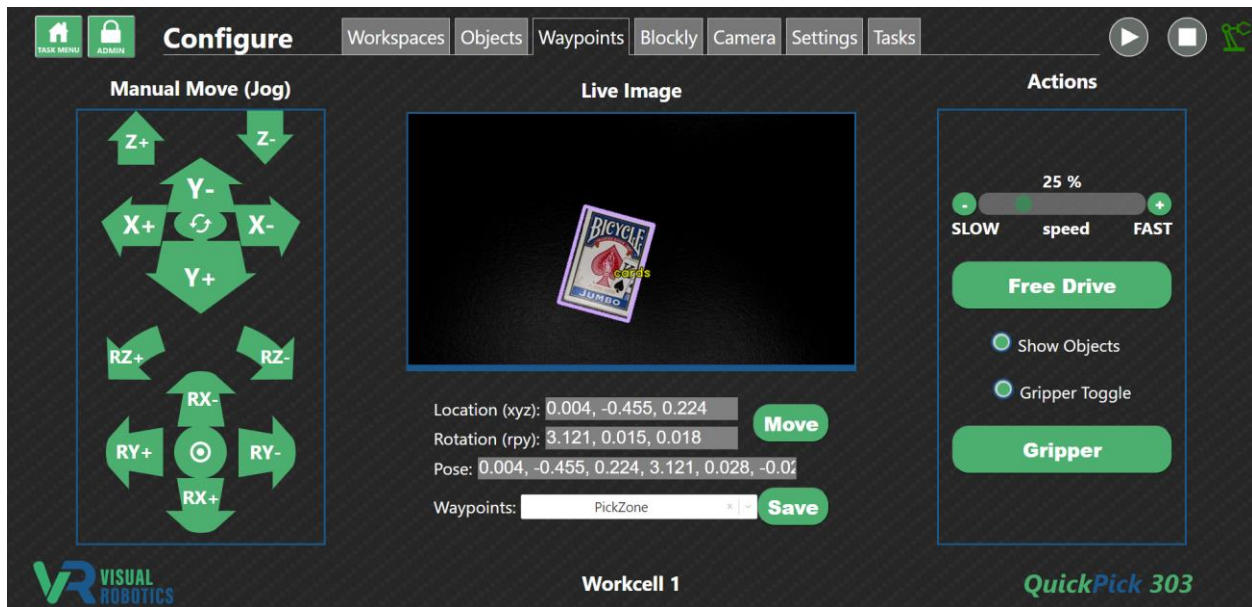 TASK MENU
ADMIN
Configure
Workspaces
Objects
Waypoints
Blockly
Camera
Settings
Tasks
Manual Move (Jog)
Z+
Z-
Y-
X+
X-
Y+
RZ+
RZ-
RX-
RY+
RY-
RX+
Live Image
BICYCLE
cards
JUMBO
Location (xyz): 0.004, -0.455, 0.224
Rotation (rpy): 3.121, 0.015, 0.018
Move
Pose: 0.004, -0.455, 0.224, 3.121, 0.028, -0.02
Waypoints: PickZone
Save
Actions
25 %
- +
SLOW speed FAST
Free Drive
Show Objects
Gripper Toggle
Gripper
VR VISUAL
ROBOTICS
Workcell 1
QuickPick 303